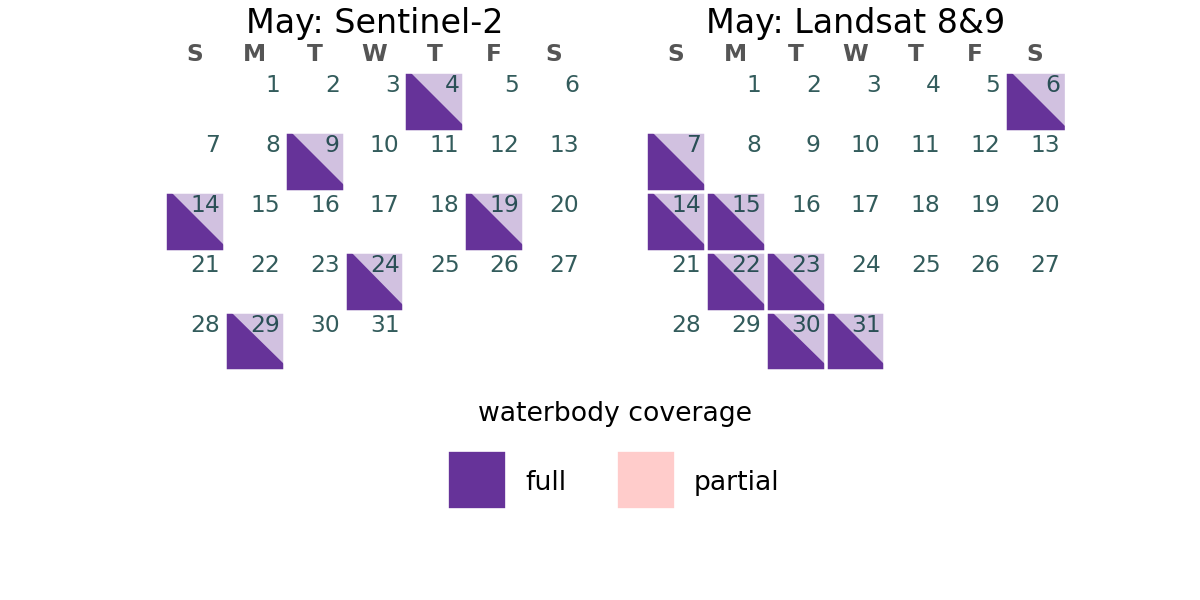 May: Sentinel-2
S M T W T F S
1 2 3 4 5 6
7 8 9 10 11 12 13
14 15 16 17 18 19 20
21 22 23 24 25 26 27
28 29 30 31
May: Landsat 8&9
S M T W T F S
1 2 3 4 5 6
7 8 9 10 11 12 13
14 15 16 17 18 19 20
21 22 23 24 25 26 27
28 29 30 31
waterbody coverage
full partial